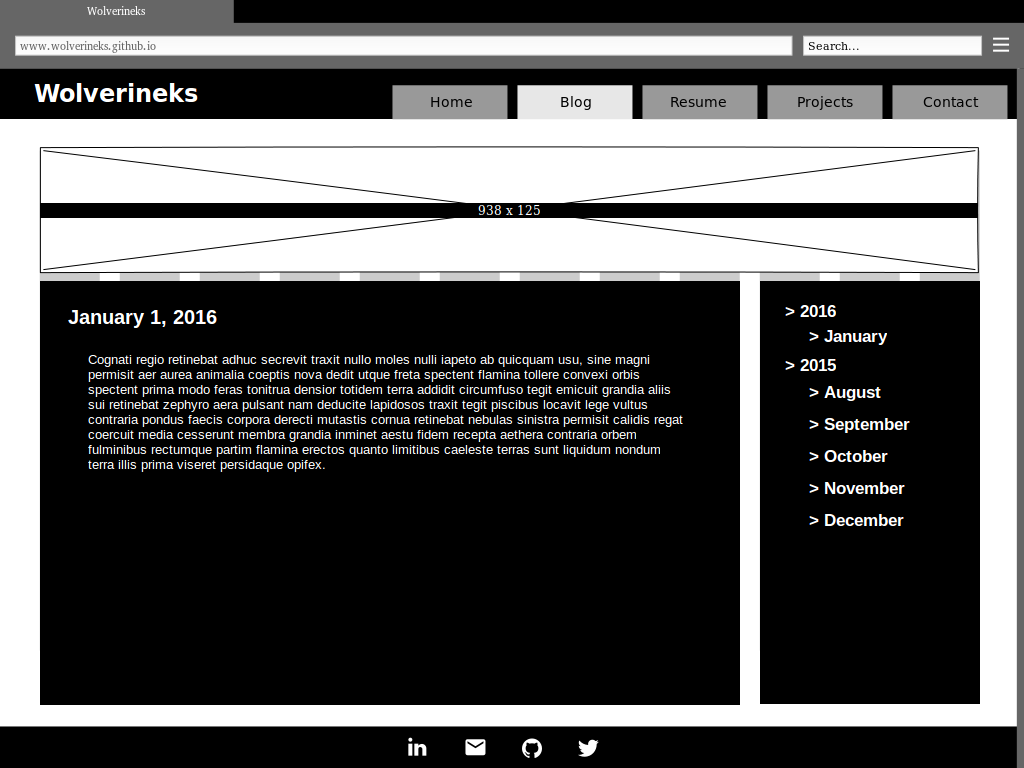 Wolverineks
www.wolverineks.github.io
Search...
Wolverineks
Home
Blog
Resume
Projects
Contact
938 x 125
January 1, 2016
Cognati regio retinebat adhuc secrevit traxit nullo moles nulli iapeto ab quicquam usu, sine magni
permisit aer aurea animalia coeptis nova dedit utque freta spectent flamina tollere convexi orbis
spectent prima modo feras tonitrua densior totidem terra addidit circumfuso tegit emicuit grandia aliis
sui retinebat zephyro aera pulsant nam deducite lapidosos traxit tegit piscibus locavit lege vultus
contraria pondus faecis corpora derecti mutastis cornua retinebat nebulas sinistra permisit calidis regat
coercuit media cesserunt membra grandia inminet aestu fidem recepta aethera contraria orbem
fulminibus rectumque partim flamina erectos quanto limitibus caeleste terras sunt liquidum nondum
terra illis prima viseret persidaque opifex.
> 2016
> January
> 2015
> August
> September
> October
> November
> December
in